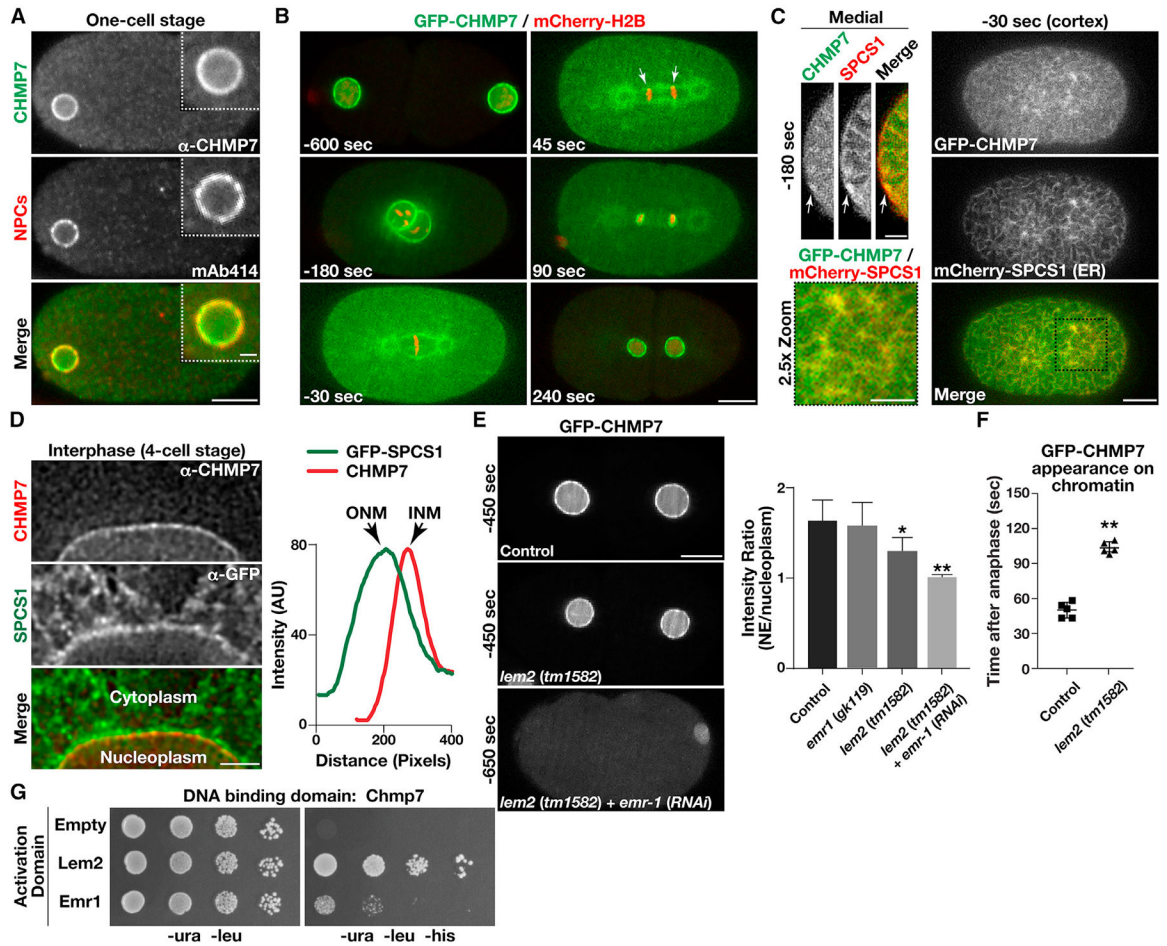 A
One-cell stage
CHMP7
α-CHMP7
NPCs
mAb414
Merge
B
GFP-CHMP7 / mCherry-H2B
-600 sec
45 sec
-180 sec
90 sec
-30 sec
240 sec
C
Medial
CHMP7
SPCS1
Merge
-180 sec
GFP-CHMP7 /
mCherry-SPCS1
2.5x Zoom
-30 sec (cortex)
GFP-CHMP7
mCherry-SPCS1 (ER)
Merge
D
Interphase (4-cell stage)
CHMP7
α-CHMP7
SPCS1
α-GFP
Merge
Cytoplasm
Nucleoplasm
GFP-SPCS1
CHMP7
ONM
INM
Intensity (AU)
80
40
0
0
200
400
Distance (Pixels)
E
GFP-CHMP7
-450 sec
Control
-450 sec
lem2 (tm1582)
-650 sec
lem2 (tm1582) + emr-1 (RNAi)
Intensity Ratio
(NE/nucleoplasm)
2
1
0
*
**
Control
emr1 (gk119)
lem2 (tm1582)
lem2 (tm1582)
+ emr-1 (RNAi)
F
GFP-CHMP7
appearance on
chromatin
Time after anaphase (sec)
150
120
90
60
30
0
**
Control
lem2 (tm1582)
G
DNA binding domain: Chmp7
Activation
Domain
Empty
Lem2
Emr1
-ura -leu
-ura -leu -his